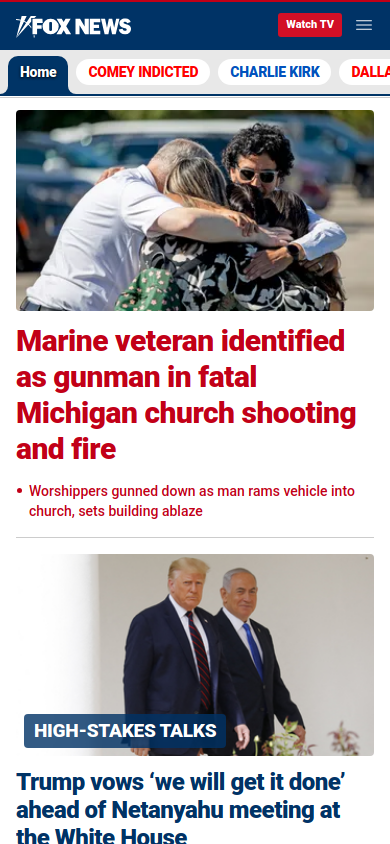 FOX NEWS
Watch TV
Home
COMEY INDICTED
CHARLIE KIRK
Marine veteran identified
as gunman in fatal
Michigan church shooting
and fire
• Worshippers gunned down as man rams vehicle into
church, sets building ablaze
HIGH-STAKES TALKS
Trump vows ‘we will get it done’
ahead of Netanyahu meeting at
the White House